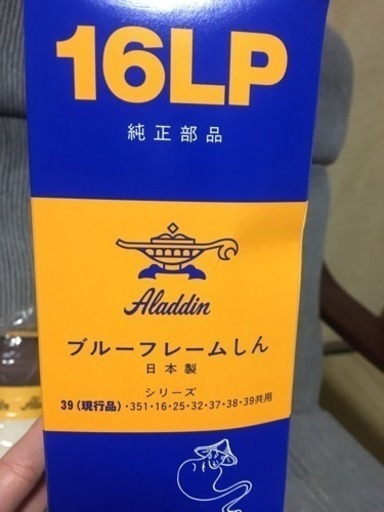 16LP
純正部品
Aladdin
ブルーフレームしん
日本製
シリーズ
39(現行品)・351・16・25・32・37・38・39共用